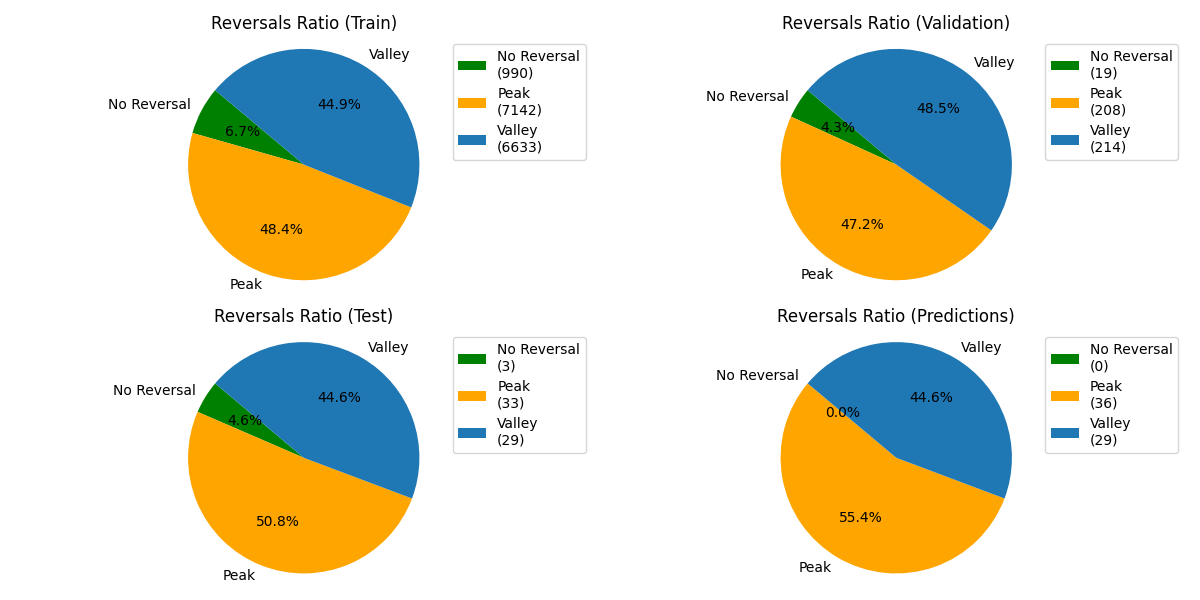 Reversals Ratio (Train)
Valley
No Reversal
44.9%
6.7%
48.4%
Peak
No Reversal
(990)
Peak
(7142)
Valley
(6633)
Reversals Ratio (Validation)
Valley
No Reversal
48.5%
4.3%
47.2%
Peak
No Reversal
(19)
Peak
(208)
Valley
(214)
Reversals Ratio (Test)
Valley
No Reversal
44.6%
4.6%
50.8%
Peak
No Reversal
(3)
Peak
(33)
Valley
(29)
Reversals Ratio (Predictions)
Valley
No Reversal
44.6%
0.0%
55.4%
Peak
No Reversal
(0)
Peak
(36)
Valley
(29)